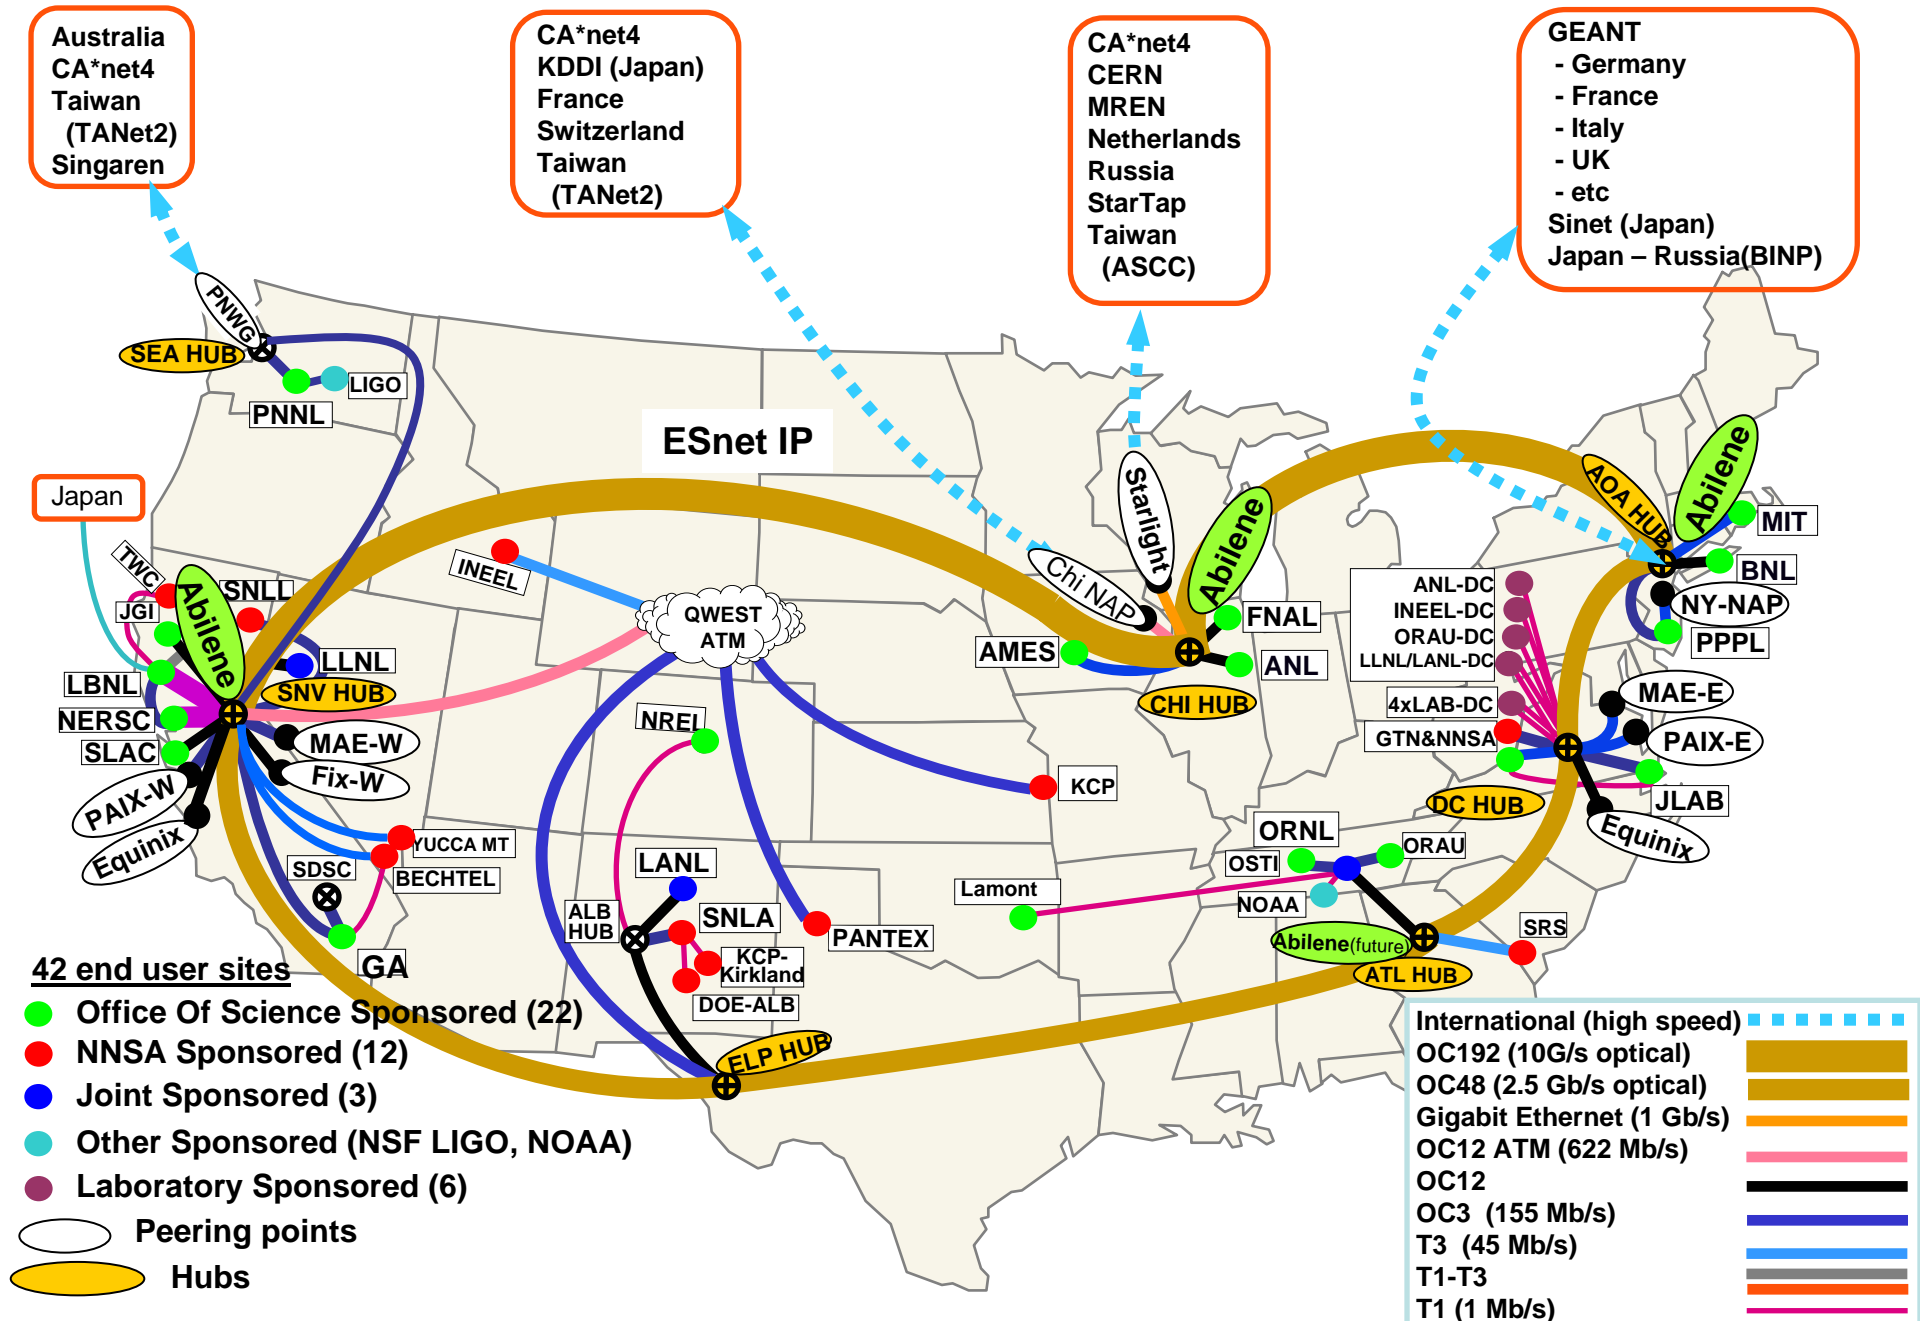 Australia
CA*net4
Taiwan
(TANet2)
Singaren
CA*net4
KDDI (Japan)
France
Switzerland
Taiwan
(TANet2)
CA*net4
CERN
MREN
Netherlands
Russia
StarTap
Taiwan
(ASCC)
GEANT
- Germany
- France
- Italy
- UK
- etc
Sinet (Japan)
Japan – Russia(BINP)
PNWG
SEA HUB
LIGO
PNNL
ESnet IP
Japan
TWC
JGI
Abilene
SNLL
LBNL
LLNL
SNV HUB
NERSC
SLAC
MAE-W
Fix-W
PAIX-W
Equinix
YUCCA MT
BECHTEL
SDSC
GA
INEEL
QWEST
ATM
NREL
KCP
LANL
ALB
HUB
SNLA
KCP-
Kirkland
DOE-ALB
PANTEX
ELP HUB
Starlight
Chi NAP
Abilene
FNAL
AMES
ANL
CHI HUB
AOA HUB
Abilene
MIT
BNL
NY-NAP
PPPL
ANL-DC
INEEL-DC
ORAU-DC
LLNL/LANL-DC
4xLAB-DC
GTN&NNSA
MAE-E
PAIX-E
JLAB
DC HUB
Equinix
ORNL
OSTI
ORAU
Lamont
NOAA
SRS
Abilene(future)
ATL HUB
42 end user sites
Office Of Science Sponsored (22)
NNSA Sponsored (12)
Joint Sponsored (3)
Other Sponsored (NSF LIGO, NOAA)
Laboratory Sponsored (6)
Peering points
Hubs
International (high speed)
OC192 (10G/s optical)
OC48 (2.5 Gb/s optical)
Gigabit Ethernet (1 Gb/s)
OC12 ATM (622 Mb/s)
OC12
OC3 (155 Mb/s)
T3 (45 Mb/s)
T1-T3
T1 (1 Mb/s)